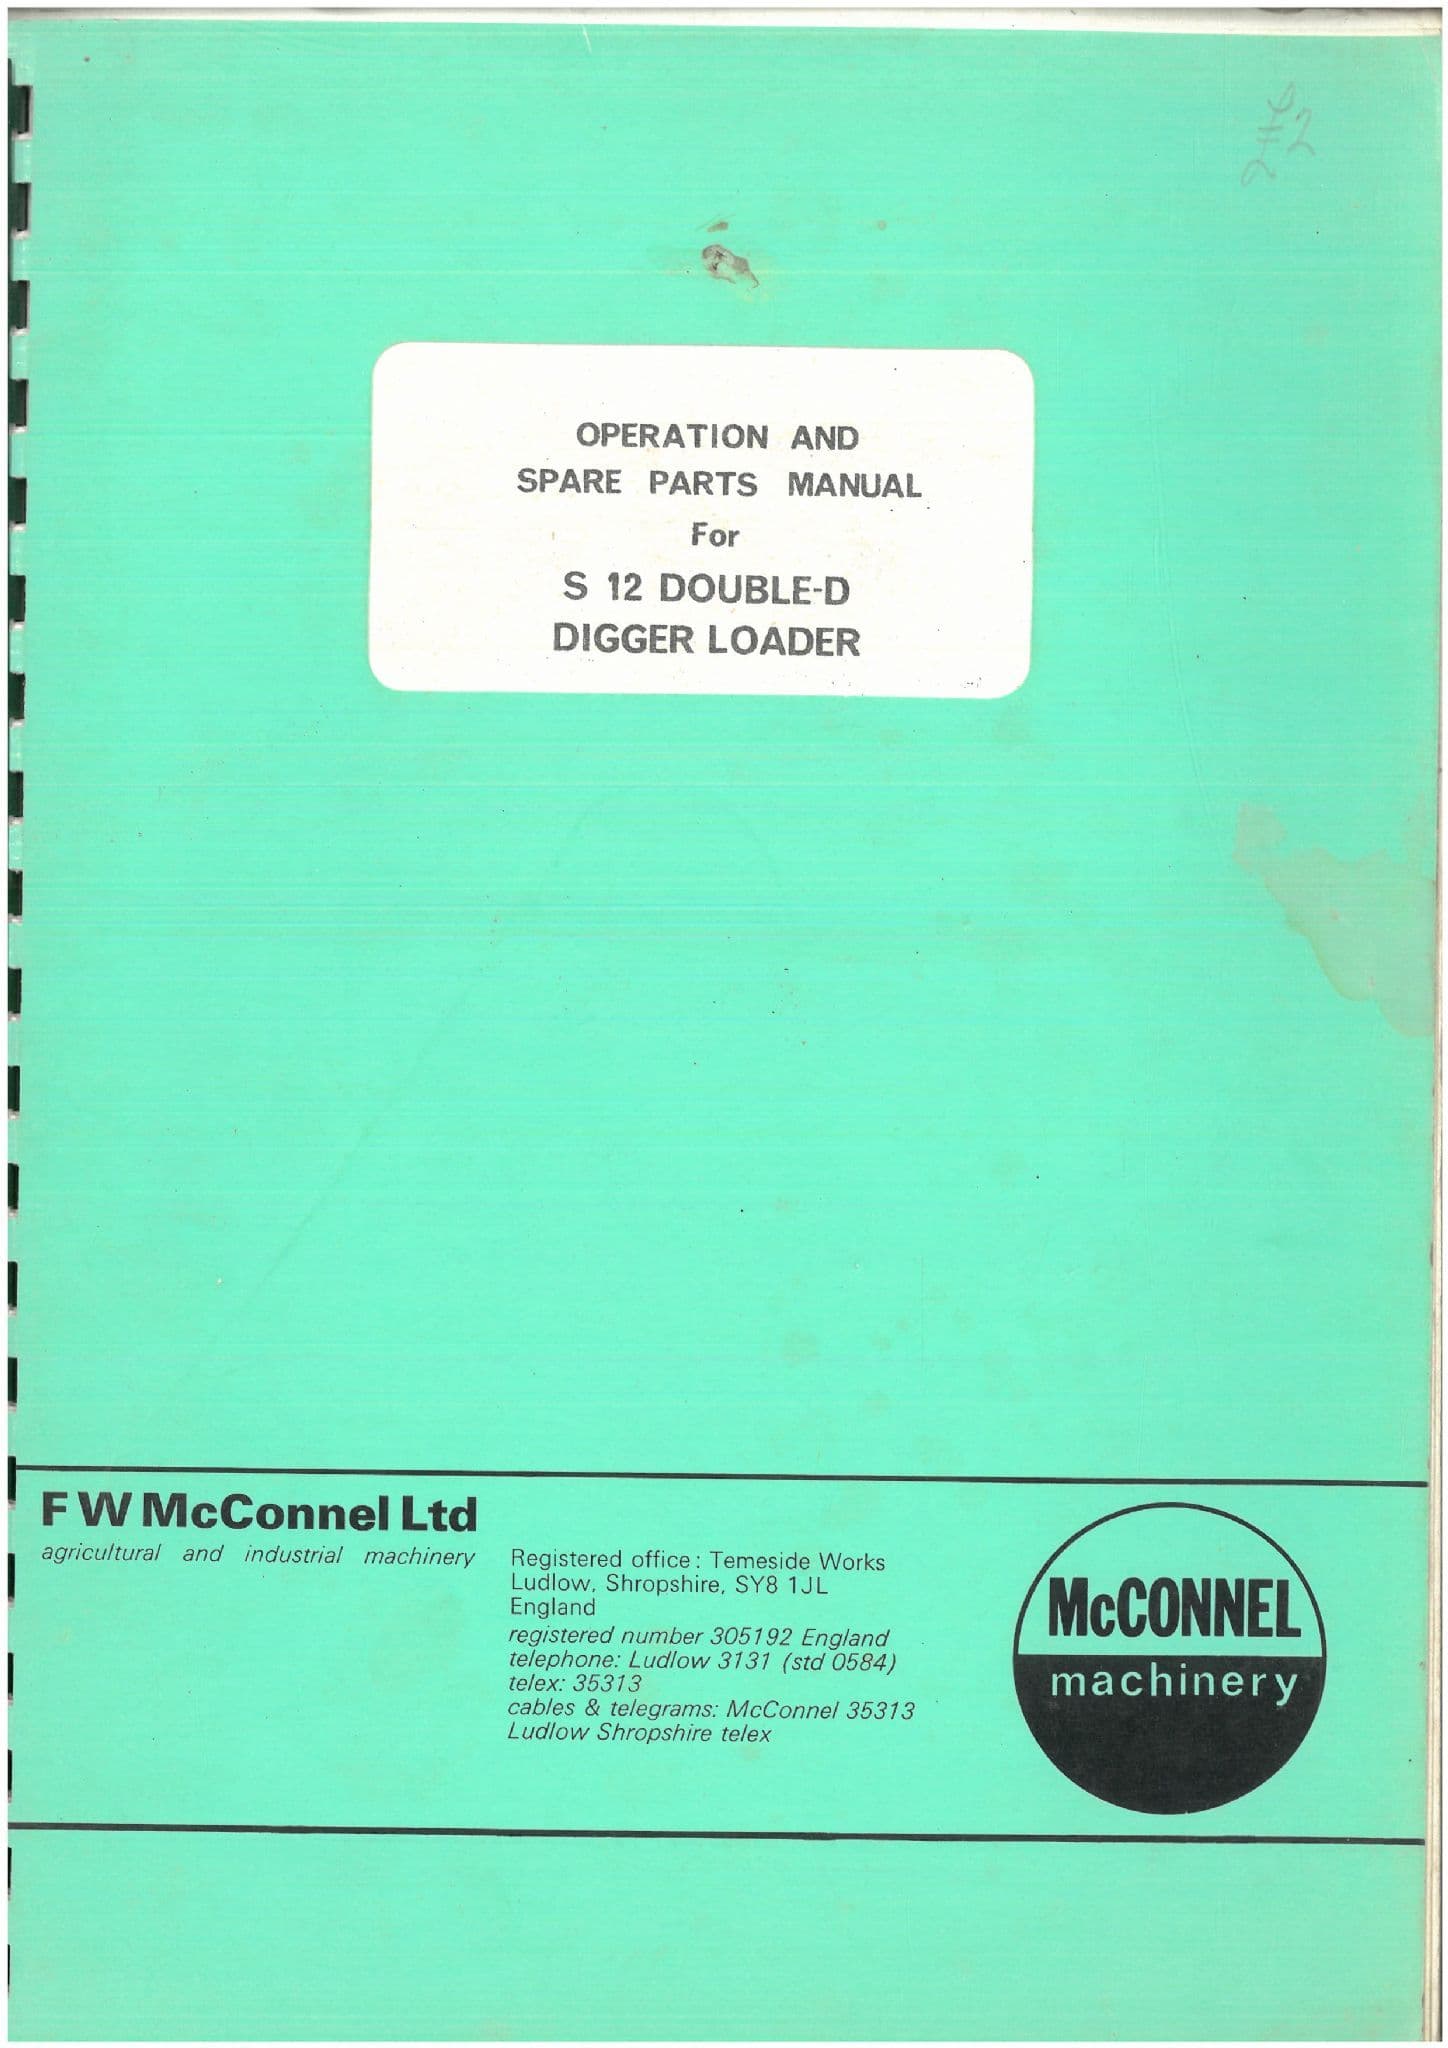 OPERATION AND
SPARE PARTS MANUAL
For
S 12 DOUBLE-D
DIGGER LOADER
F W McConnel Ltd
agricultural and industrial machinery
Registered office: Temeside Works
Ludlow, Shropshire, SY8 1JL
England
registered number 305192 England
telephone: Ludlow 3131 (std 0584)
telex: 35313
cables & telegrams: McConnel 35313
Ludlow Shropshire telex
McCONNEL
machinery